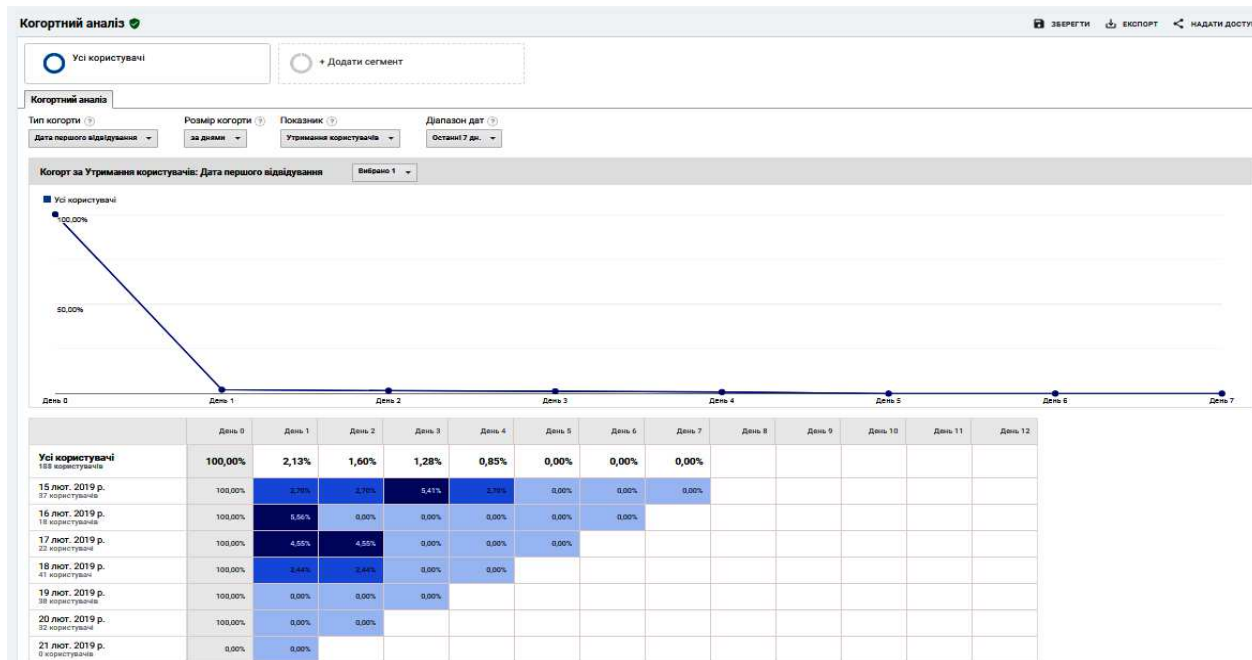 Когортний аналіз
ЗБЕРЕГТИ ЕКСПОРТ НАДАТИ ДОСТУ
Усі користувачі
+ Додати сегмент
Когортний аналіз
Тип когорти ? Розмір когорти ? Показник ? Діапазон дат ?
Дата першого відвідування за днями Утримання користувачів Останні 7 дн.
Когорт за Утримання користувачів: Дата першого відвідування Вибрано 1
Усі користувачі
100,00%
50,00%
День 0 День 1 День 2 День 3 День 4 День 5 День 6 День 7
День 0 День 1 День 2 День 3 День 4 День 5 День 6 День 7 День 8 День 9 День 10 День 11 День 12
Усі користувачі 100,00% 2,13% 1,60% 1,28% 0,85% 0,00% 0,00% 0,00%
188 користувачів
15 лют. 2019 р. 100,00% 2,70% 2,70% 5,41% 2,70% 0,00% 0,00% 0,00%
37 користувачів
16 лют. 2019 р. 100,00% 5,56% 0,00% 0,00% 0,00% 0,00% 0,00%
18 користувачів
17 лют. 2019 р. 100,00% 4,55% 4,55% 0,00% 0,00% 0,00%
22 користувачі
18 лют. 2019 р. 100,00% 2,44% 2,44% 0,00% 0,00%
41 користувач
19 лют. 2019 р. 100,00% 0,00% 0,00% 0,00%
38 користувачів
20 лют. 2019 р. 100,00% 0,00% 0,00%
32 користувачі
21 лют. 2019 р. 0,00% 0,00%
0 користувачів